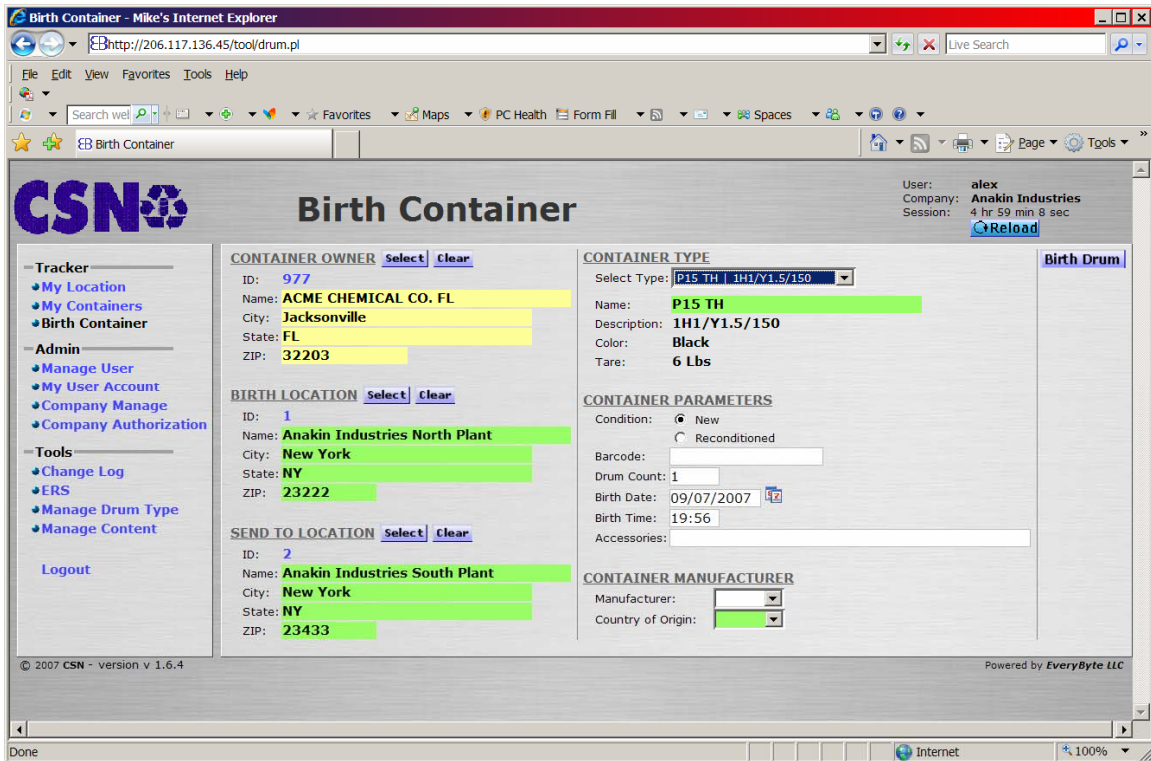 Birth Container - Mike's Internet Explorer
http://206.117.136.45/tool/drum.pl
Live Search
File Edit View Favorites Tools Help
Search wel
Favorites Maps PC Health Form Fill Spaces
Birth Container
Page Tools »
CSN
Birth Container
User: alex
Company: Anakin Industries
Session: 4 hr 59 min 8 sec
Reload
Tracker
My Location
My Containers
Birth Container
Admin
Manage User
My User Account
Company Manage
Company Authorization
Tools
Change Log
ERS
Manage Drum Type
Manage Content
Logout
CONTAINER OWNER Select Clear
ID: 977
Name: ACME CHEMICAL CO. FL
City: Jacksonville
State: FL
ZIP: 32203
BIRTH LOCATION Select Clear
ID: 1
Name: Anakin Industries North Plant
City: New York
State: NY
ZIP: 23222
SEND TO LOCATION Select Clear
ID: 2
Name: Anakin Industries South Plant
City: New York
State: NY
ZIP: 23433
CONTAINER TYPE
Select Type: P15 TH | 1H1/Y1.5/150
Name: P15 TH
Description: 1H1/Y1.5/150
Color: Black
Tare: 6 Lbs
CONTAINER PARAMETERS
Condition: New
Reconditioned
Barcode:
Drum Count: 1
Birth Date: 09/07/2007
Birth Time: 19:56
Accessories:
CONTAINER MANUFACTURER
Manufacturer:
Country of Origin:
Birth Drum
© 2007 CSN - version v 1.6.4
Powered by EveryByte LLC
Done
Internet
100%